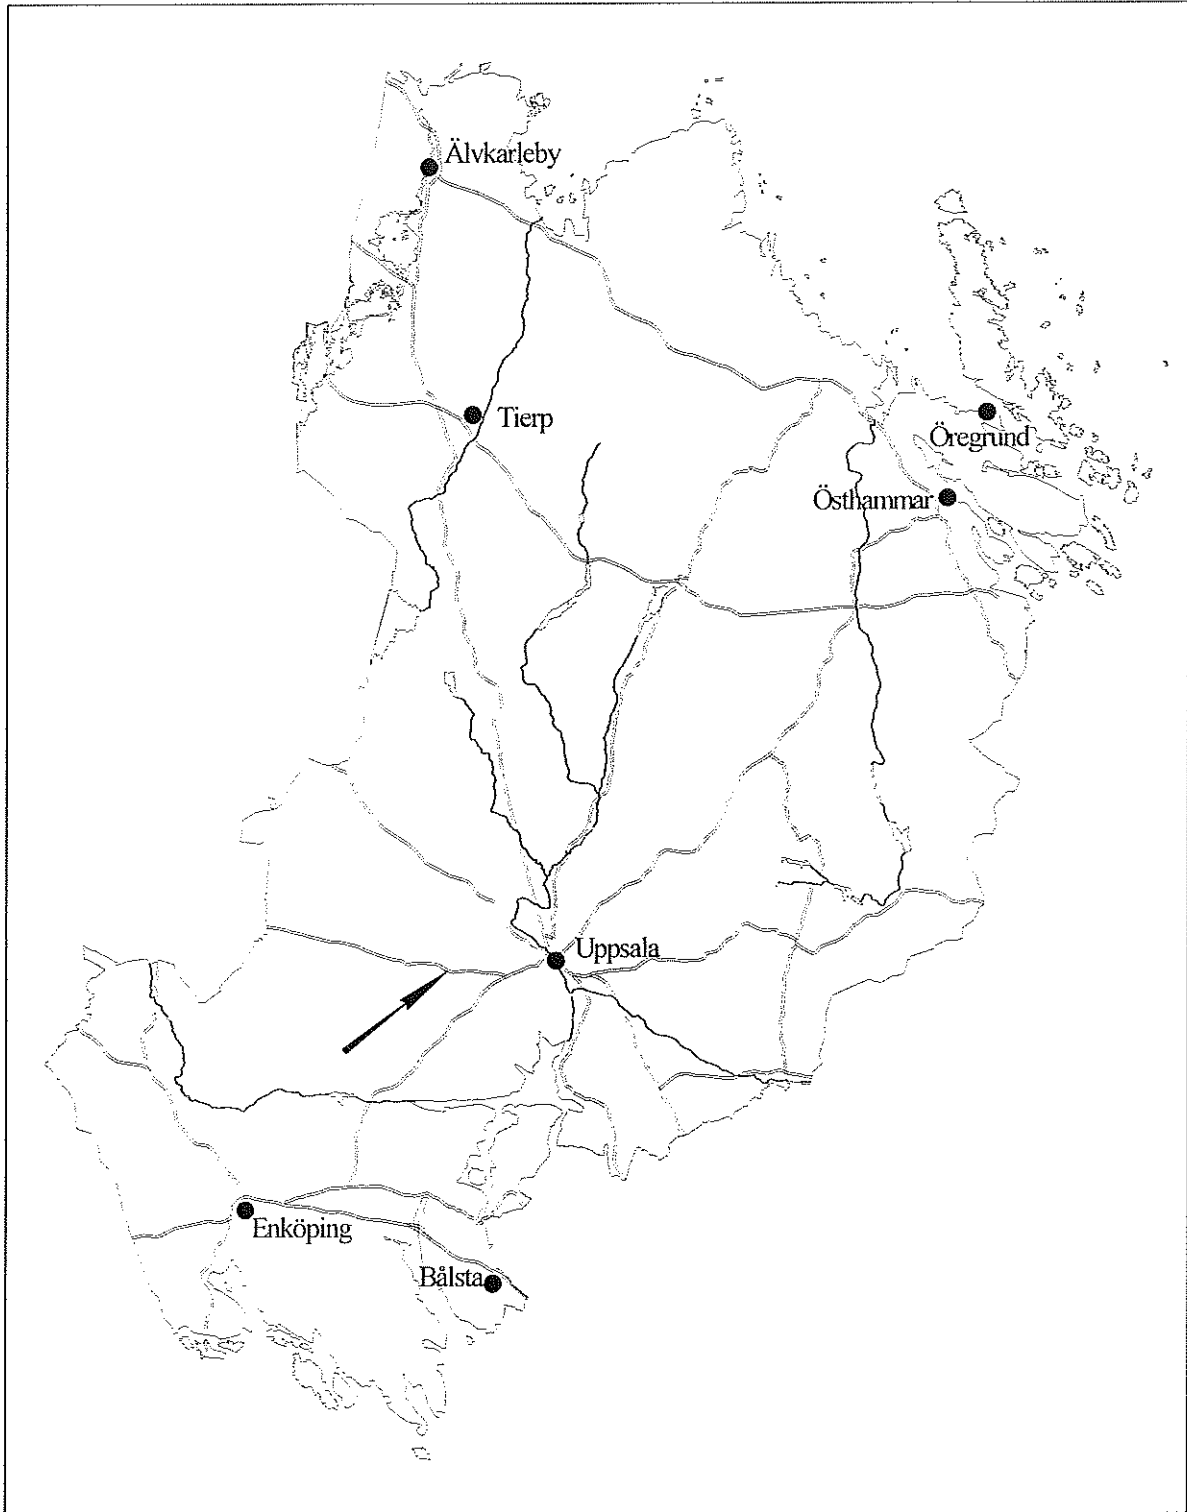 Älvkarleby
Tierp
Öregrund
Östhammar
Uppsala
Enköping
Bålsta